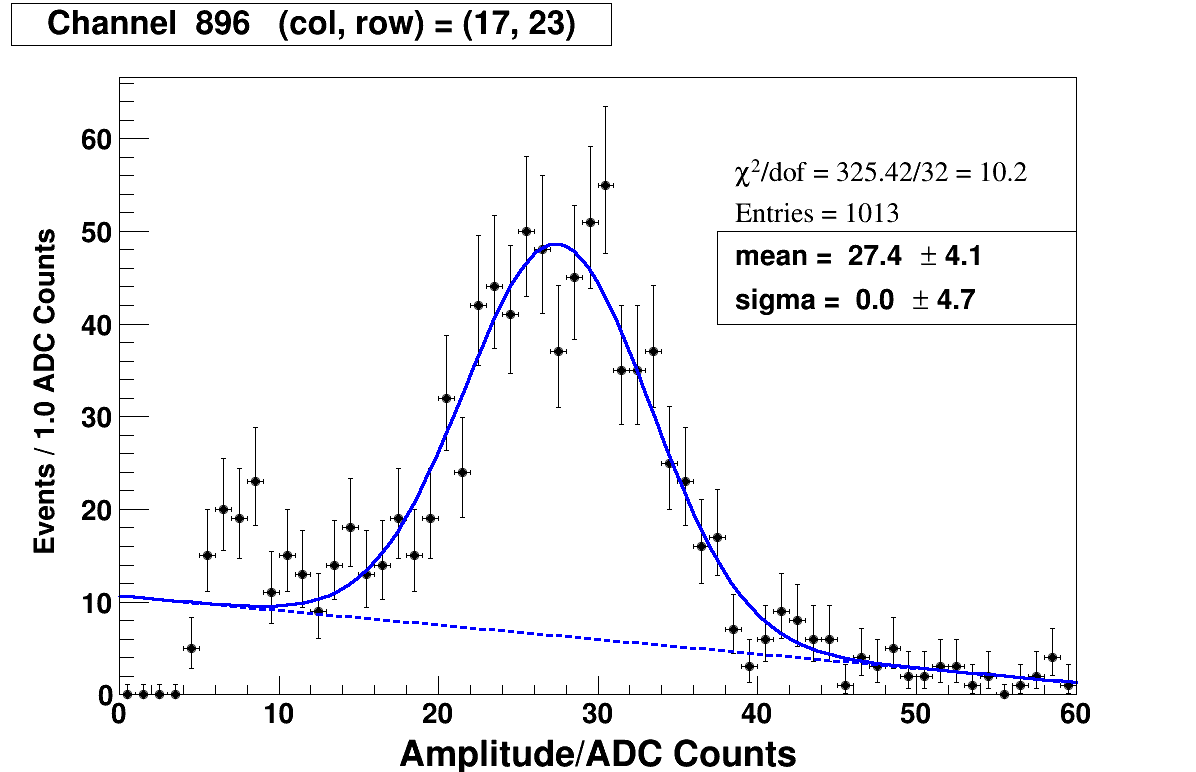 Channel 896 (col, row) = (17, 23)
χ²/dof = 325.42/32 = 10.2
Entries = 1013
mean = 27.4 ± 4.1
sigma = 0.0 ± 4.7
Events / 1.0 ADC Counts
60
50
40
30
20
10
0
0 10 20 30 40 50 60
Amplitude/ADC Counts